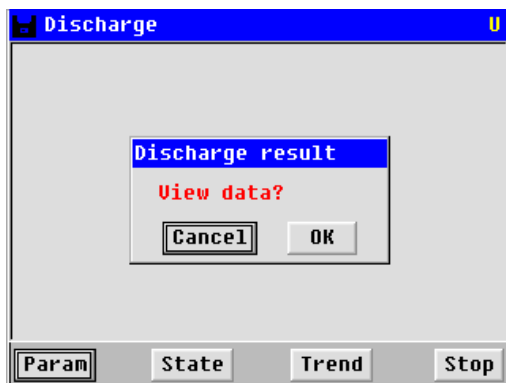 Discharge U
Discharge result
View data?
Cancel OK
Param State Trend Stop